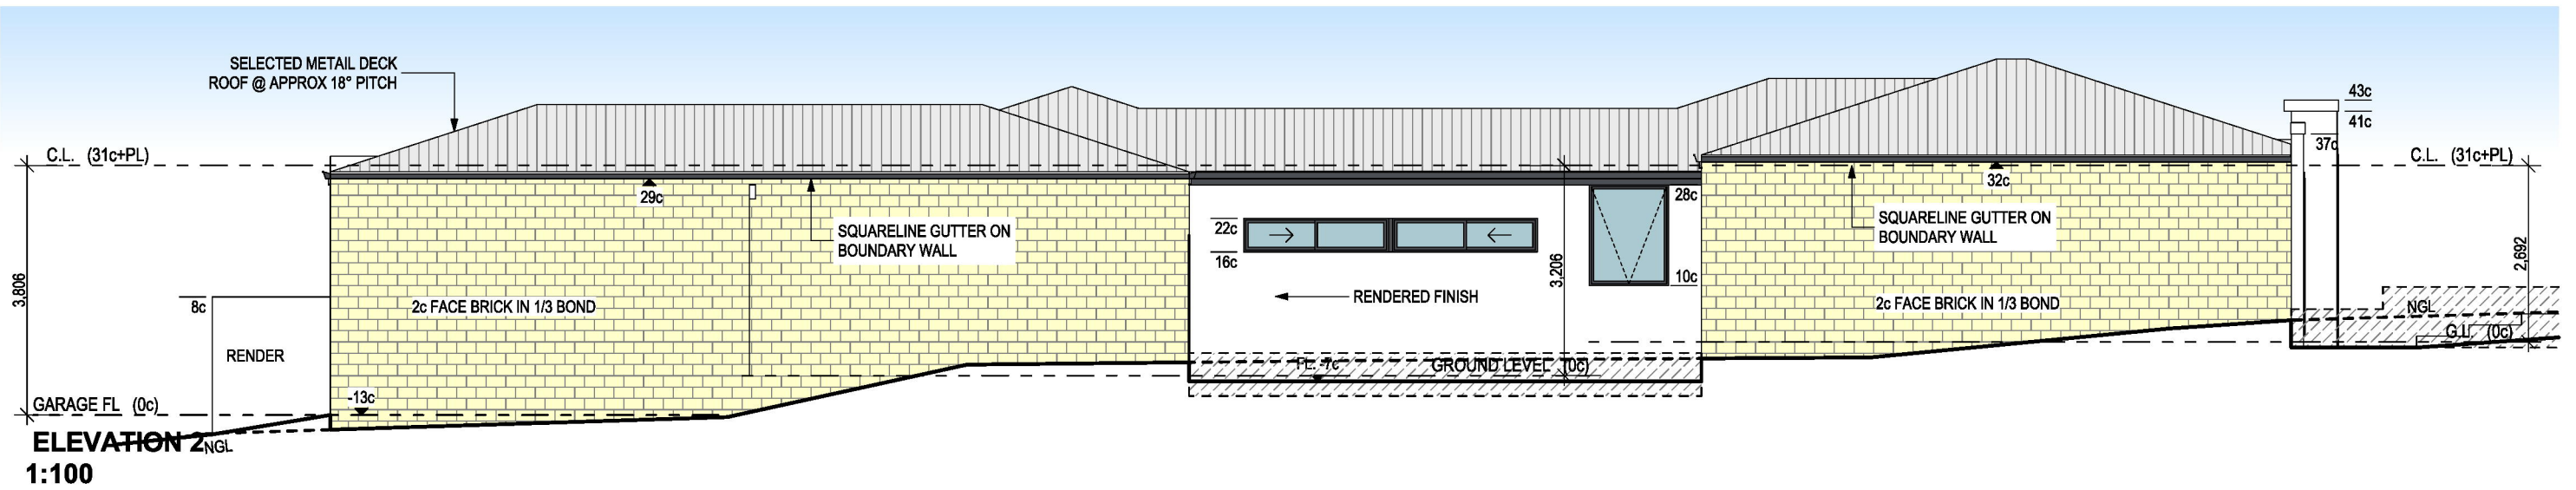 SELECTED METAIL DECK
ROOF @ APPROX 18° PITCH
43c
41c
37c
C.L. (31c+PL)
C.L. (31c+PL)
29c
32c
28c
SQUARELINE GUTTER ON
BOUNDARY WALL
SQUARELINE GUTTER ON
BOUNDARY WALL
22c
16c
10c
3,806
3,206
2,692
8c
2c FACE BRICK IN 1/3 BOND
RENDERED FINISH
2c FACE BRICK IN 1/3 BOND
NGL
G.L (0c)
RENDER
FL. -7c
GROUND LEVEL (0c)
GARAGE FL (0c)
-13c
ELEVATION 2
NGL
1:100